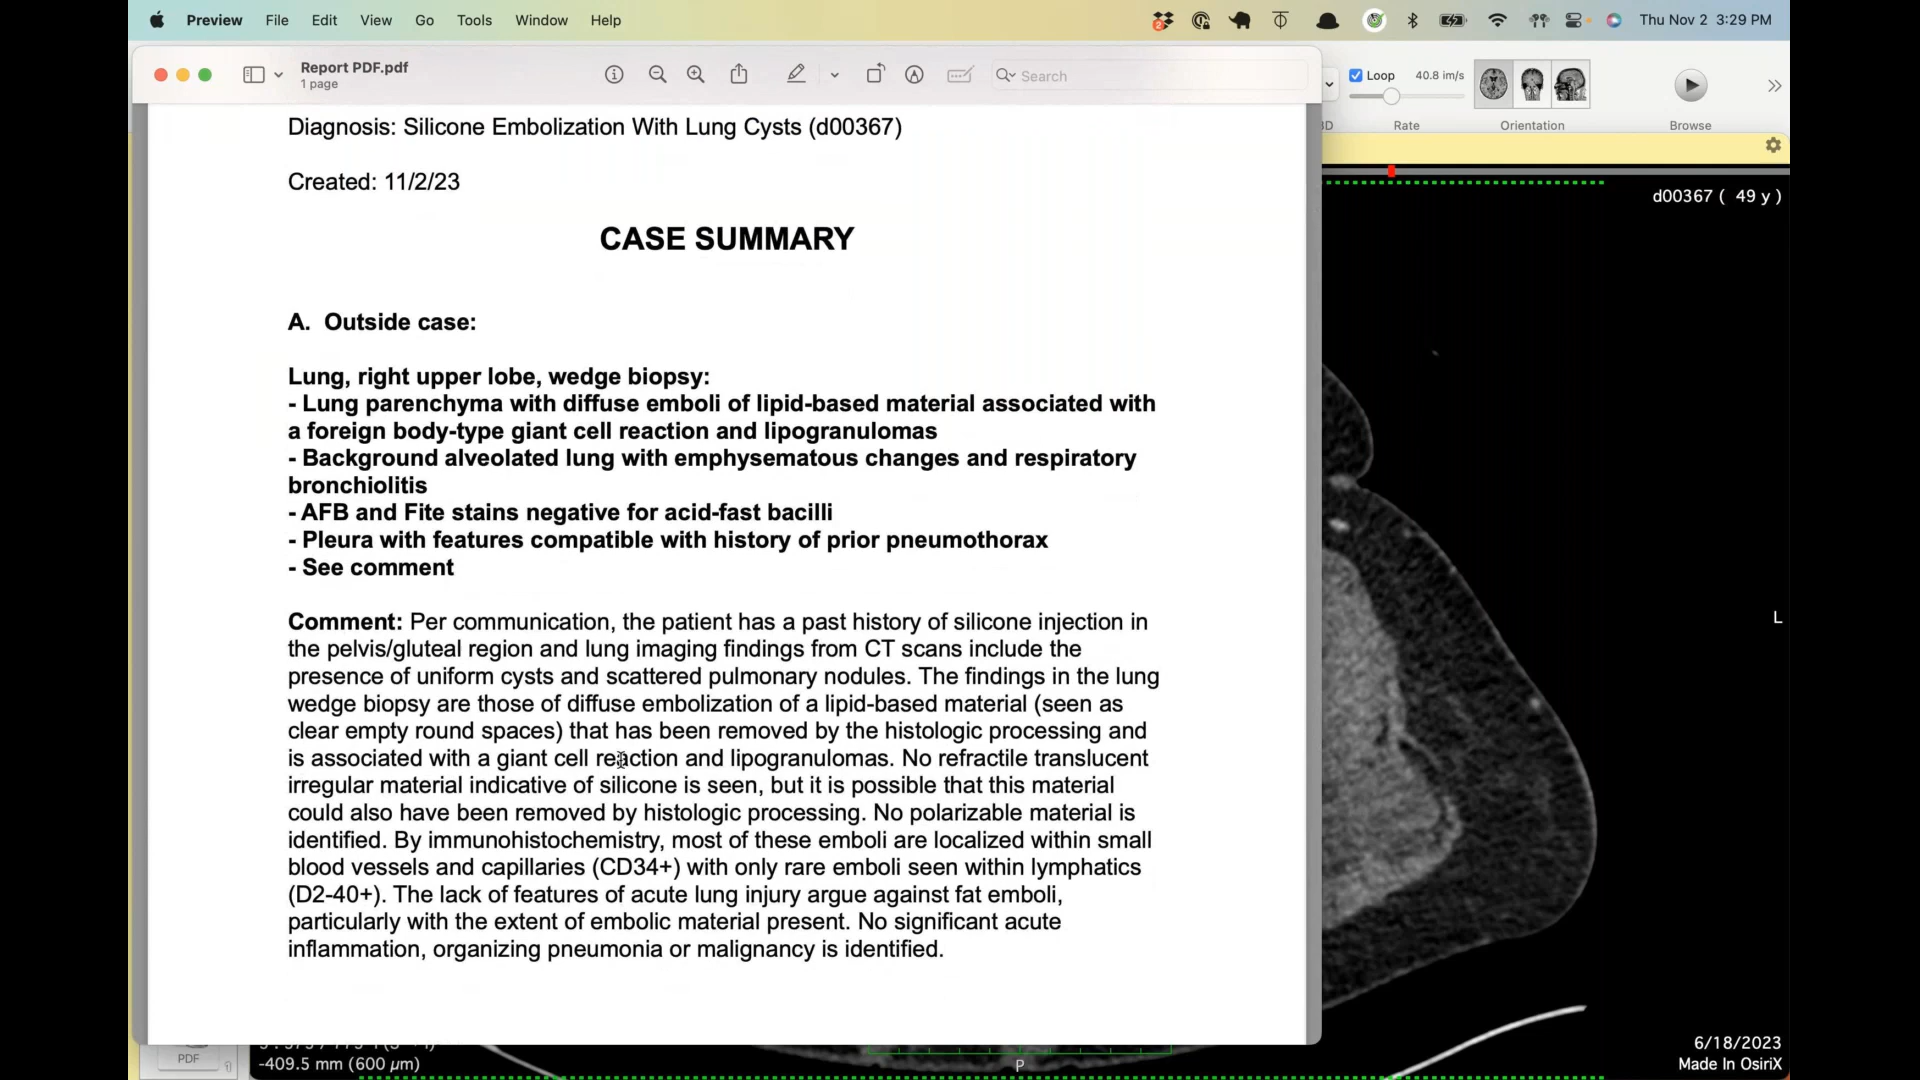 Preview File Edit View Go Tools Window Help
2
Thu Nov 2 3:29 PM
Report PDF.pdf
1 page
Search
Loop 40.8 im/s
3D Rate Orientation Browse
Diagnosis: Silicone Embolization With Lung Cysts (d00367)
Created: 11/2/23
CASE SUMMARY
A. Outside case:
Lung, right upper lobe, wedge biopsy:
- Lung parenchyma with diffuse emboli of lipid-based material associated with
a foreign body-type giant cell reaction and lipogranulomas
- Background alveolated lung with emphysematous changes and respiratory
bronchiolitis
- AFB and Fite stains negative for acid-fast bacilli
- Pleura with features compatible with history of prior pneumothorax
- See comment
Comment: Per communication, the patient has a past history of silicone injection in
the pelvis/gluteal region and lung imaging findings from CT scans include the
presence of uniform cysts and scattered pulmonary nodules. The findings in the lung
wedge biopsy are those of diffuse embolization of a lipid-based material (seen as
clear empty round spaces) that has been removed by the histologic processing and
is associated with a giant cell reaction and lipogranulomas. No refractile translucent
irregular material indicative of silicone is seen, but it is possible that this material
could also have been removed by histologic processing. No polarizable material is
identified. By immunohistochemistry, most of these emboli are localized within small
blood vessels and capillaries (CD34+) with only rare emboli seen within lymphatics
(D2-40+). The lack of features of acute lung injury argue against fat emboli,
particularly with the extent of embolic material present. No significant acute
inflammation, organizing pneumonia or malignancy is identified.
d00367 ( 49 y )
L
6/18/2023
Made In OsiriX
PDF
-409.5 mm (600 µm)
P